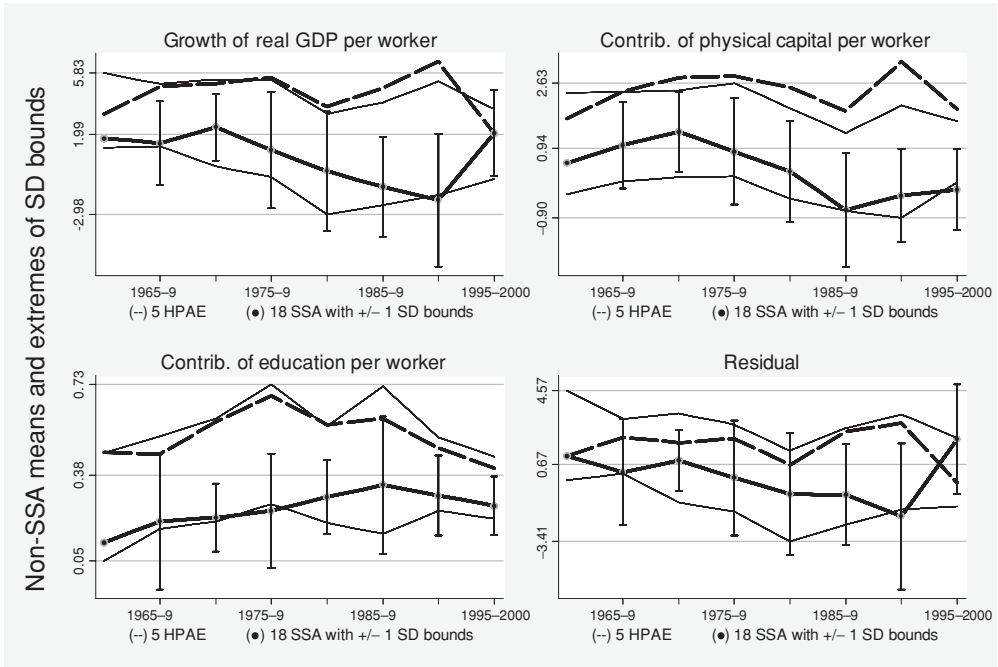 Non-SSA means and extremes of SD bounds
Growth of real GDP per worker
5.83
1.99
-2.98
1965–9 1975–9 1985–9 1995–2000
(--) 5 HPAE (●) 18 SSA with +/− 1 SD bounds
Contrib. of physical capital per worker
2.63
0.94
−0.90
1965–9 1975–9 1985–9 1995–2000
(--) 5 HPAE (●) 18 SSA with +/− 1 SD bounds
Contrib. of education per worker
0.73
0.38
0.05
1965–9 1975–9 1985–9 1995–2000
(--) 5 HPAE (●) 18 SSA with +/− 1 SD bounds
Residual
4.57
0.67
−3.41
1965–9 1975–9 1985–9 1995–2000
(--) 5 HPAE (●) 18 SSA with +/− 1 SD bounds